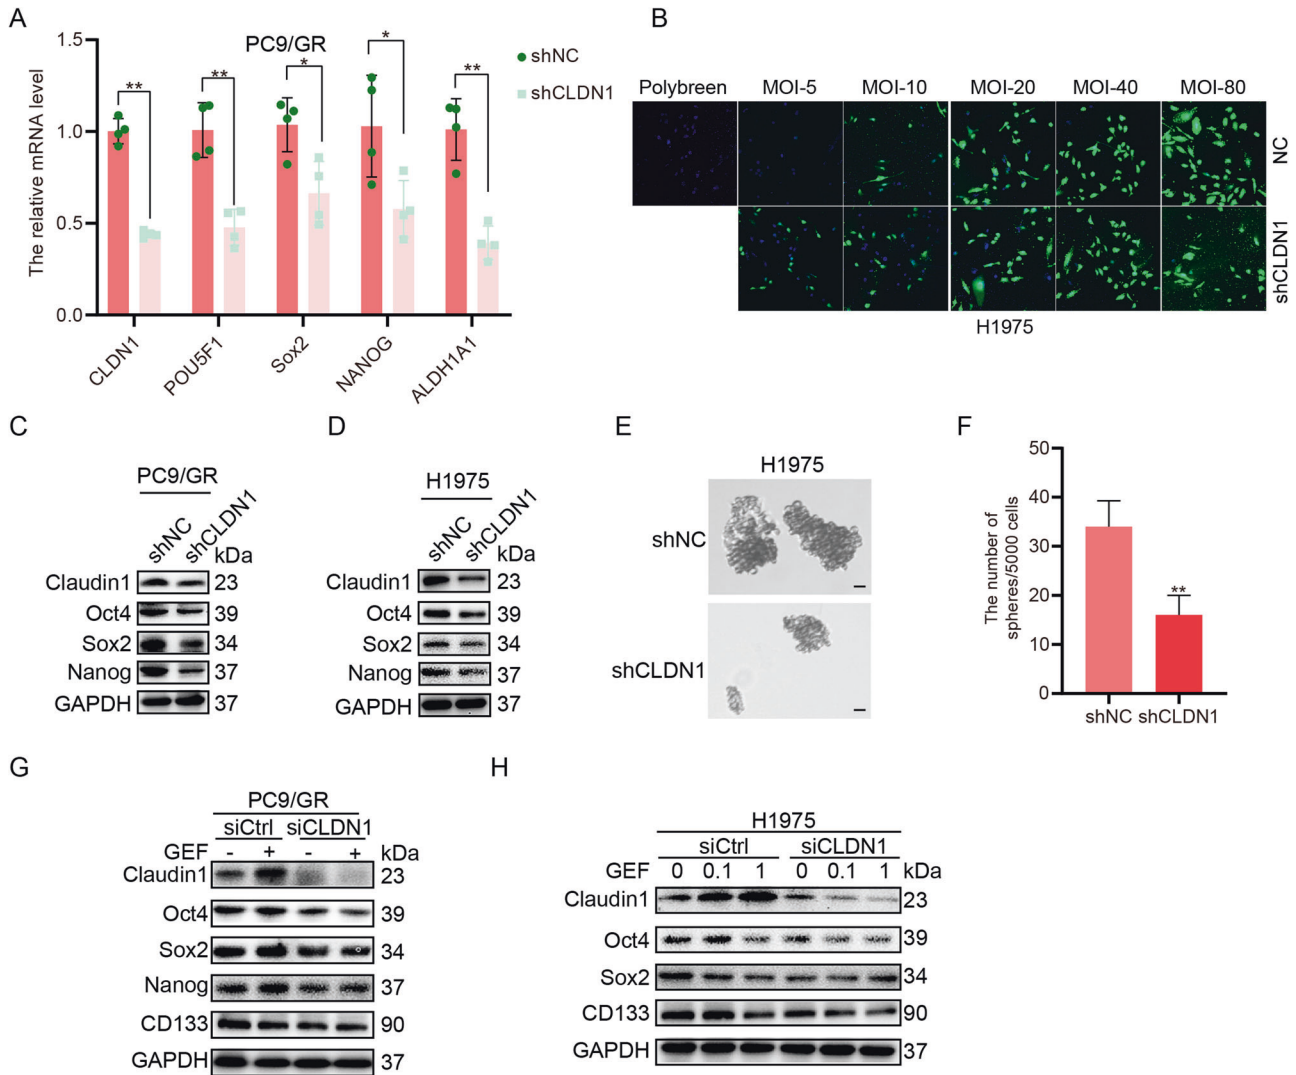 A
PC9/GR
shNC
shCLDN1
The relative mRNA level
1.5
1.0
0.5
0.0
** ** * * **
CLDN1 POU5F1 Sox2 NANOG ALDH1A1
B
Polybreen MOI-5 MOI-10 MOI-20 MOI-40 MOI-80
NC
shCLDN1
H1975
C
PC9/GR
shNC shCLDN1 kDa
Claudin1 23
Oct4 39
Sox2 34
Nanog 37
GAPDH 37
D
H1975
shNC shCLDN1 kDa
Claudin1 23
Oct4 39
Sox2 34
Nanog 37
GAPDH 37
E
H1975
shNC
shCLDN1
F
The number of
spheres/5000 cells
50
40
30
20
10
0
**
shNC shCLDN1
G
PC9/GR
siCtrl siCLDN1
GEF - + - + kDa
Claudin1 23
Oct4 39
Sox2 34
Nanog 37
CD133 90
GAPDH 37
H
H1975
siCtrl siCLDN1
GEF 0 0.1 1 0 0.1 1 kDa
Claudin1 23
Oct4 39
Sox2 34
CD133 90
GAPDH 37